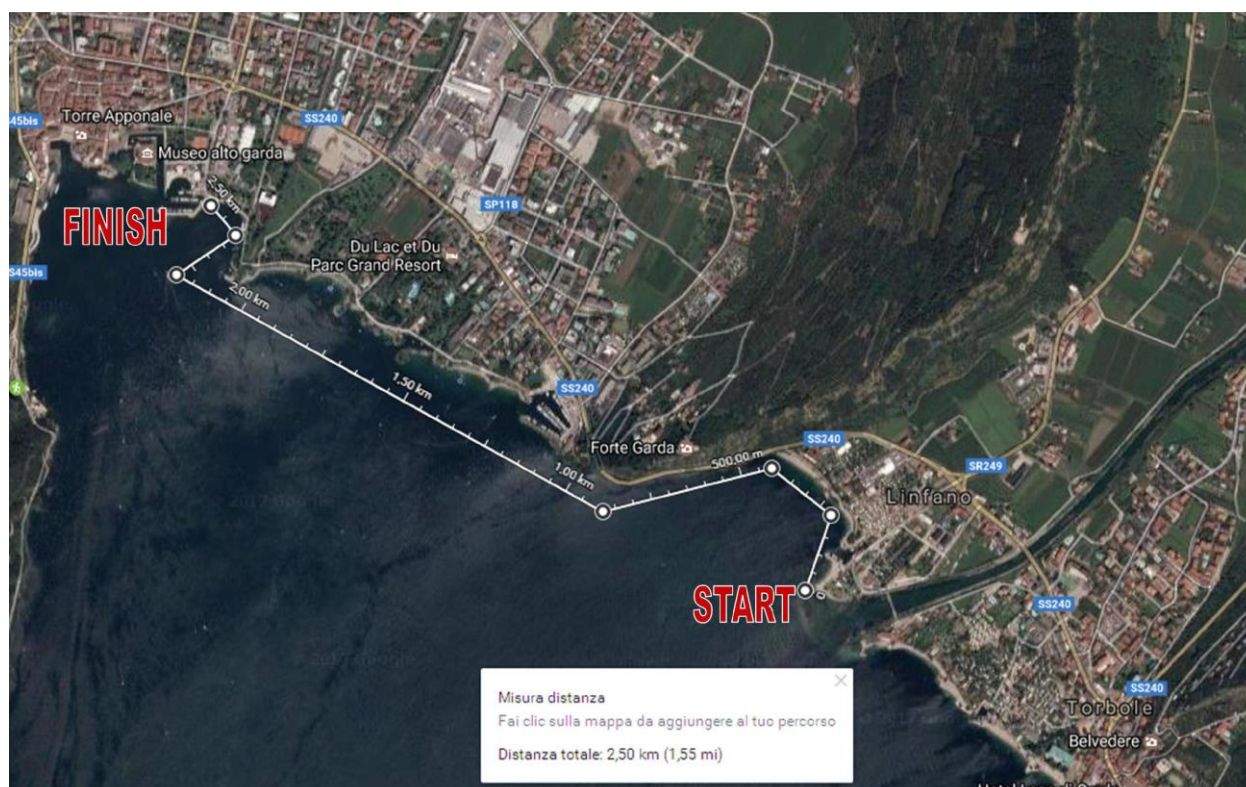 S45bis
Torre Apponale
Museo alto garda
SS240
2,50 km
FINISH
SP118
Du Lac et Du
Parc Grand Resort
S45bis
2,00 km
1,50 km
SS240
Forte Garda
SS240
500,00 m
SR249
1,00 km
Linfano
START
0
SS240
SS240
Torbole
Belvedere
Misura distanza
Fai clic sulla mappa da aggiungere al tuo percorso
Distanza totale: 2,50 km (1,55 mi)